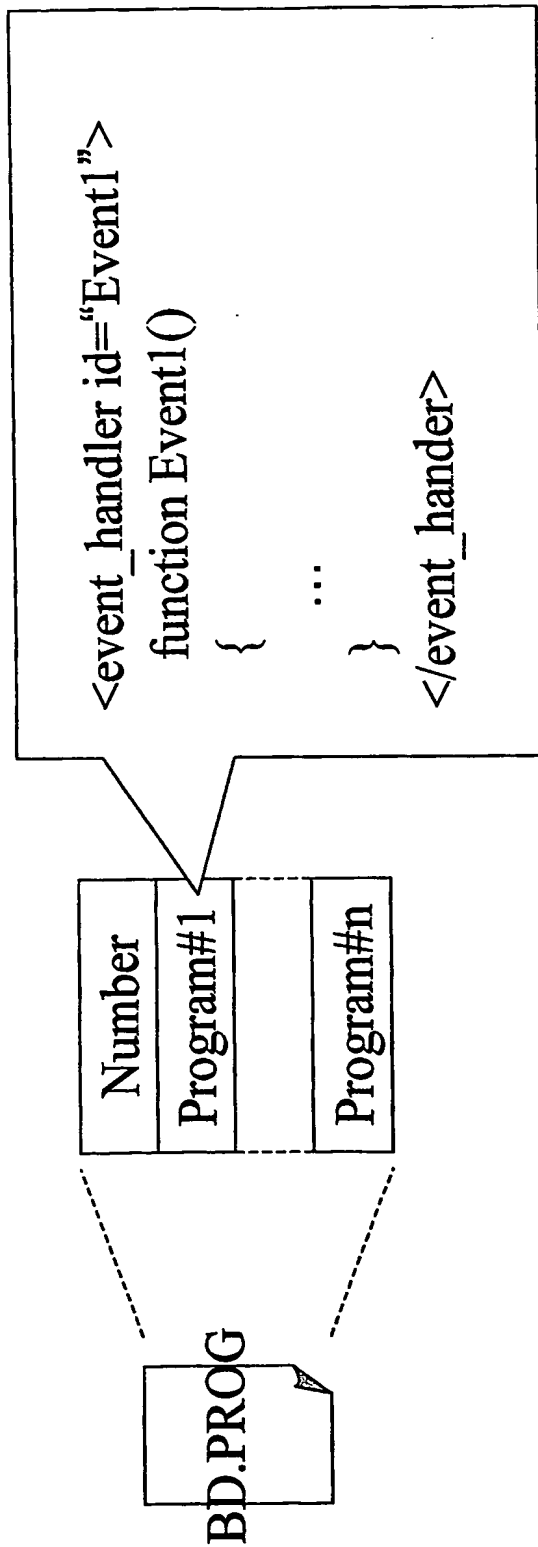 BD.PROG
Number
Program#1
Program#n
<event_handler id=“Event1”>
function Event1()
{
…
}
</event_hander>